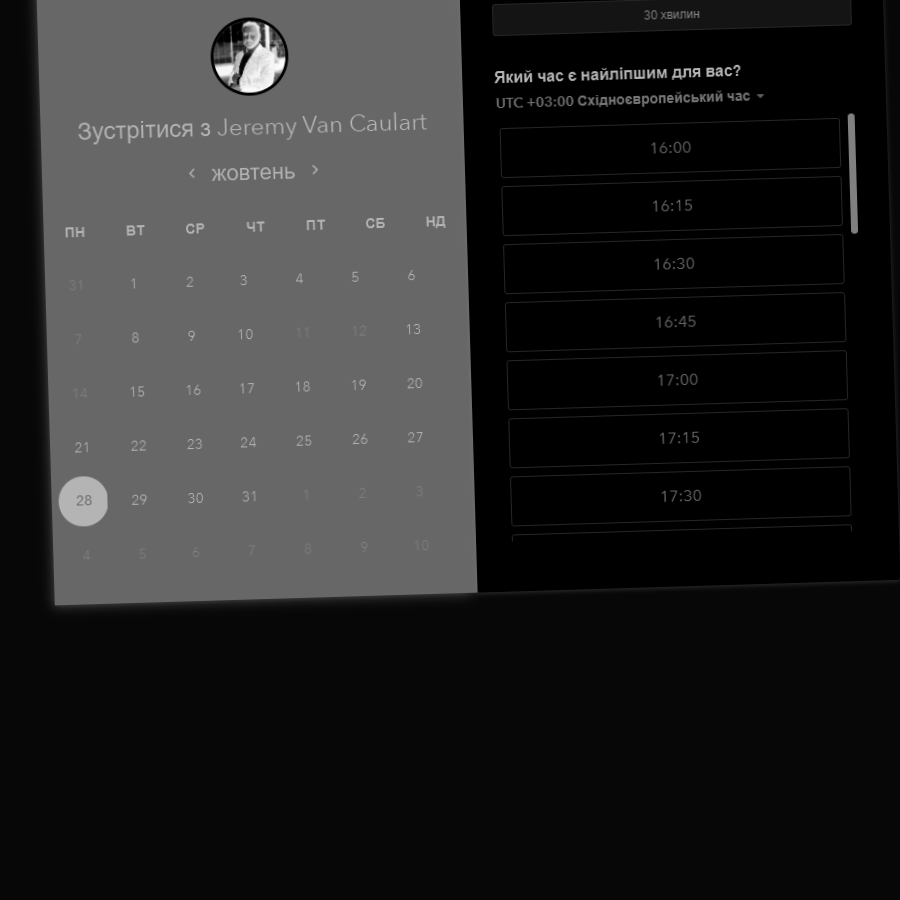 Зустрітися з Jeremy Van Caulart
‹ жовтень ›
ПН ВТ СР ЧТ ПТ СБ НД
31 1 2 3 4 5 6
7 8 9 10 11 12 13
14 15 16 17 18 19 20
21 22 23 24 25 26 27
28 29 30 31 1 2 3
4 5 6 7 8 9 10
30 хвилин
Який час є найліпшим для вас?
UTC +03:00 Східноєвропейський час
16:00
16:15
16:30
16:45
17:00
17:15
17:30